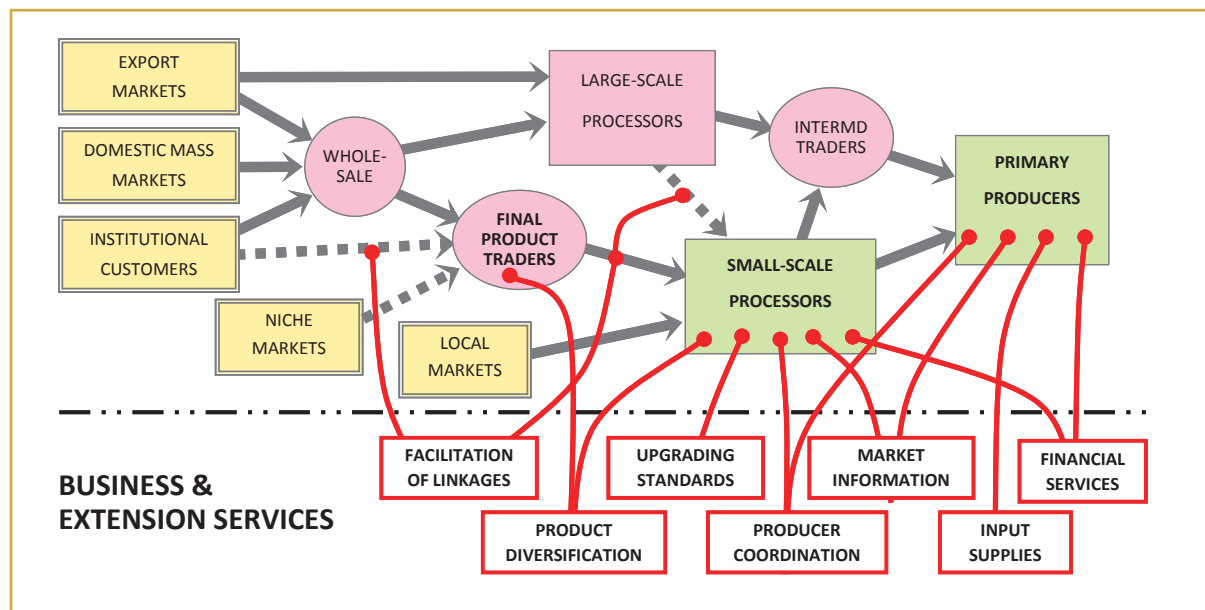 EXPORT
MARKETS
DOMESTIC MASS
MARKETS
INSTITUTIONAL
CUSTOMERS
NICHE
MARKETS
LOCAL
MARKETS
WHOLE-
SALE
FINAL
PRODUCT
TRADERS
LARGE-SCALE
PROCESSORS
SMALL-SCALE
PROCESSORS
INTERMD
TRADERS
PRIMARY
PRODUCERS
BUSINESS &
EXTENSION SERVICES
FACILITATION
OF LINKAGES
PRODUCT
DIVERSIFICATION
UPGRADING
STANDARDS
PRODUCER
COORDINATION
MARKET
INFORMATION
INPUT
SUPPLIES
FINANCIAL
SERVICES